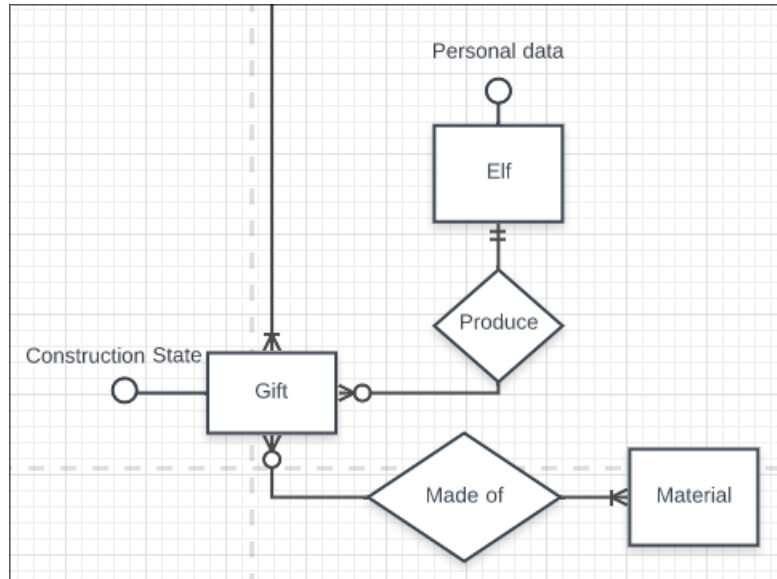 Personal data
Elf
Produce
Construction State
Gift
Made of
Material